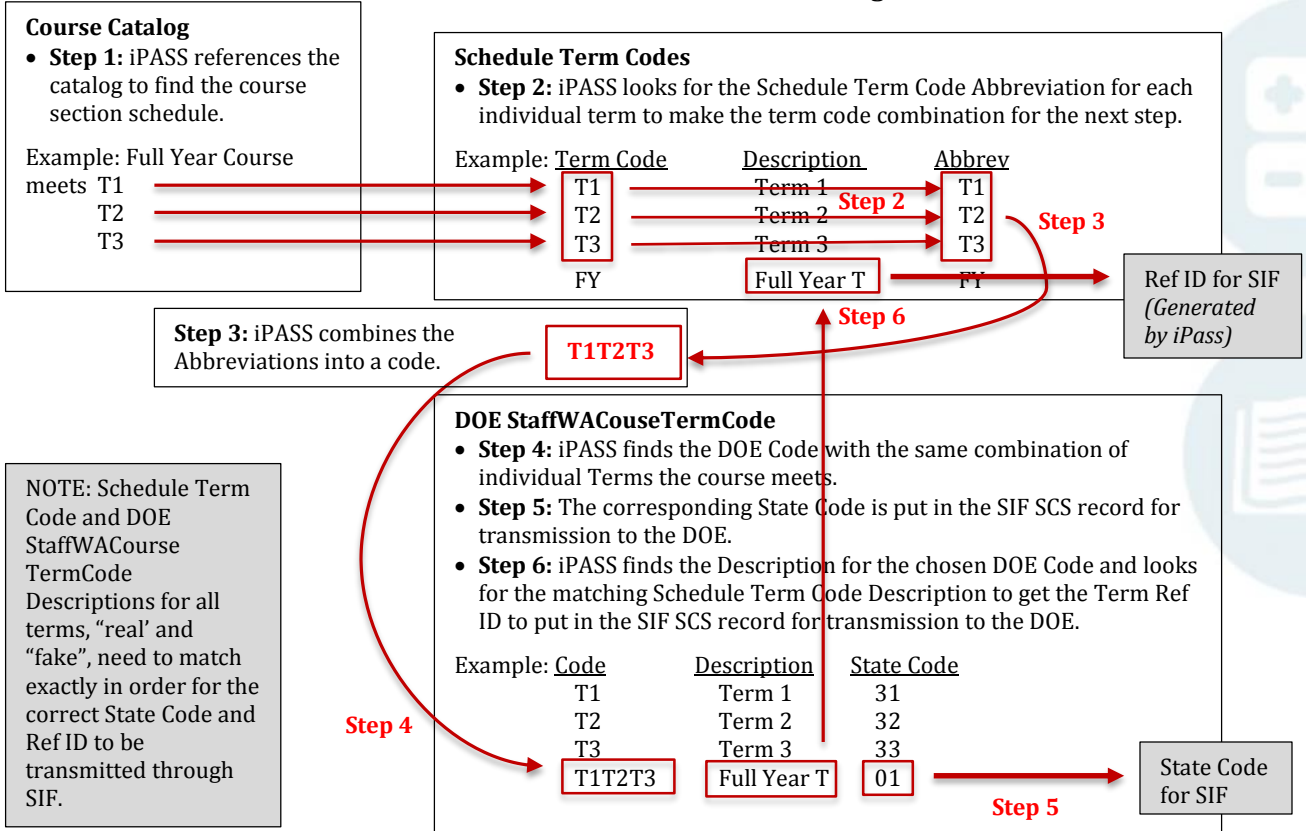 Course Catalog
• Step 1: iPASS references the
catalog to find the course
section schedule.
Example: Full Year Course
meets T1
T2
T3
Schedule Term Codes
• Step 2: iPASS looks for the Schedule Term Code Abbreviation for each
individual term to make the term code combination for the next step.
Example: Term Code Description Abbrev
T1 Term 1 T1
T2 Term 2 T2
T3 Term 3 T3
FY Full Year T FY
Step 2
Step 3
Ref ID for SIF
(Generated
by iPass)
Step 3: iPASS combines the
Abbreviations into a code.
T1T2T3
Step 6
DOE StaffWACouseTermCode
• Step 4: iPASS finds the DOE Code with the same combination of
individual Terms the course meets.
• Step 5: The corresponding State Code is put in the SIF SCS record for
transmission to the DOE.
• Step 6: iPASS finds the Description for the chosen DOE Code and looks
for the matching Schedule Term Code Description to get the Term Ref
ID to put in the SIF SCS record for transmission to the DOE.
Example: Code Description State Code
T1 Term 1 31
T2 Term 2 32
T3 Term 3 33
T1T2T3 Full Year T 01
Step 4
Step 5
State Code
for SIF
NOTE: Schedule Term
Code and DOE
StaffWACourse
TermCode
Descriptions for all
terms, “real’ and
“fake”, need to match
exactly in order for the
correct State Code and
Ref ID to be
transmitted through
SIF.